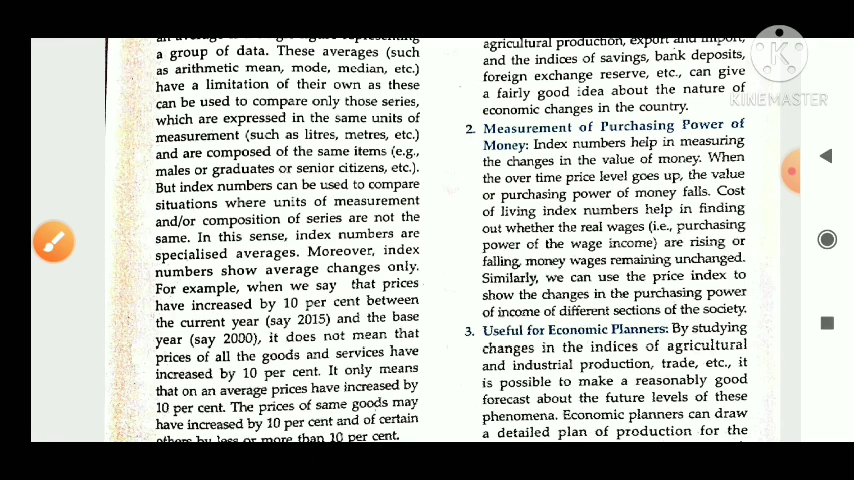 an average is a single figure representing
a group of data. These averages (such
as arithmetic mean, mode, median, etc.)
have a limitation of their own as these
can be used to compare only those series,
which are expressed in the same units of
measurement (such as litres, metres, etc.)
and are composed of the same items (e.g.,
males or graduates or senior citizens, etc.).
But index numbers can be used to compare
situations where units of measurement
and/or composition of series are not the
same. In this sense, index numbers are
specialised averages. Moreover, index
numbers show average changes only.
For example, when we say that prices
have increased by 10 per cent between
the current year (say 2015) and the base
year (say 2000), it does not mean that
prices of all the goods and services have
increased by 10 per cent. It only means
that on an average prices have increased by
10 per cent. The prices of same goods may
have increased by 10 per cent and of certain
others by less or more than 10 per cent.
agricultural production, export and import,
and the indices of savings, bank deposits,
foreign exchange reserve, etc., can give
a fairly good idea about the nature of
economic changes in the country.
2. Measurement of Purchasing Power of
Money: Index numbers help in measuring
the changes in the value of money. When
the over time price level goes up, the value
or purchasing power of money falls. Cost
of living index numbers help in finding
out whether the real wages (i.e., purchasing
power of the wage income) are rising or
falling, money wages remaining unchanged.
Similarly, we can use the price index to
show the changes in the purchasing power
of income of different sections of the society.
3. Useful for Economic Planners: By studying
changes in the indices of agricultural
and industrial production, trade, etc., it
is possible to make a reasonably good
forecast about the future levels of these
phenomena. Economic planners can draw
a detailed plan of production for the
K
KINEMASTER